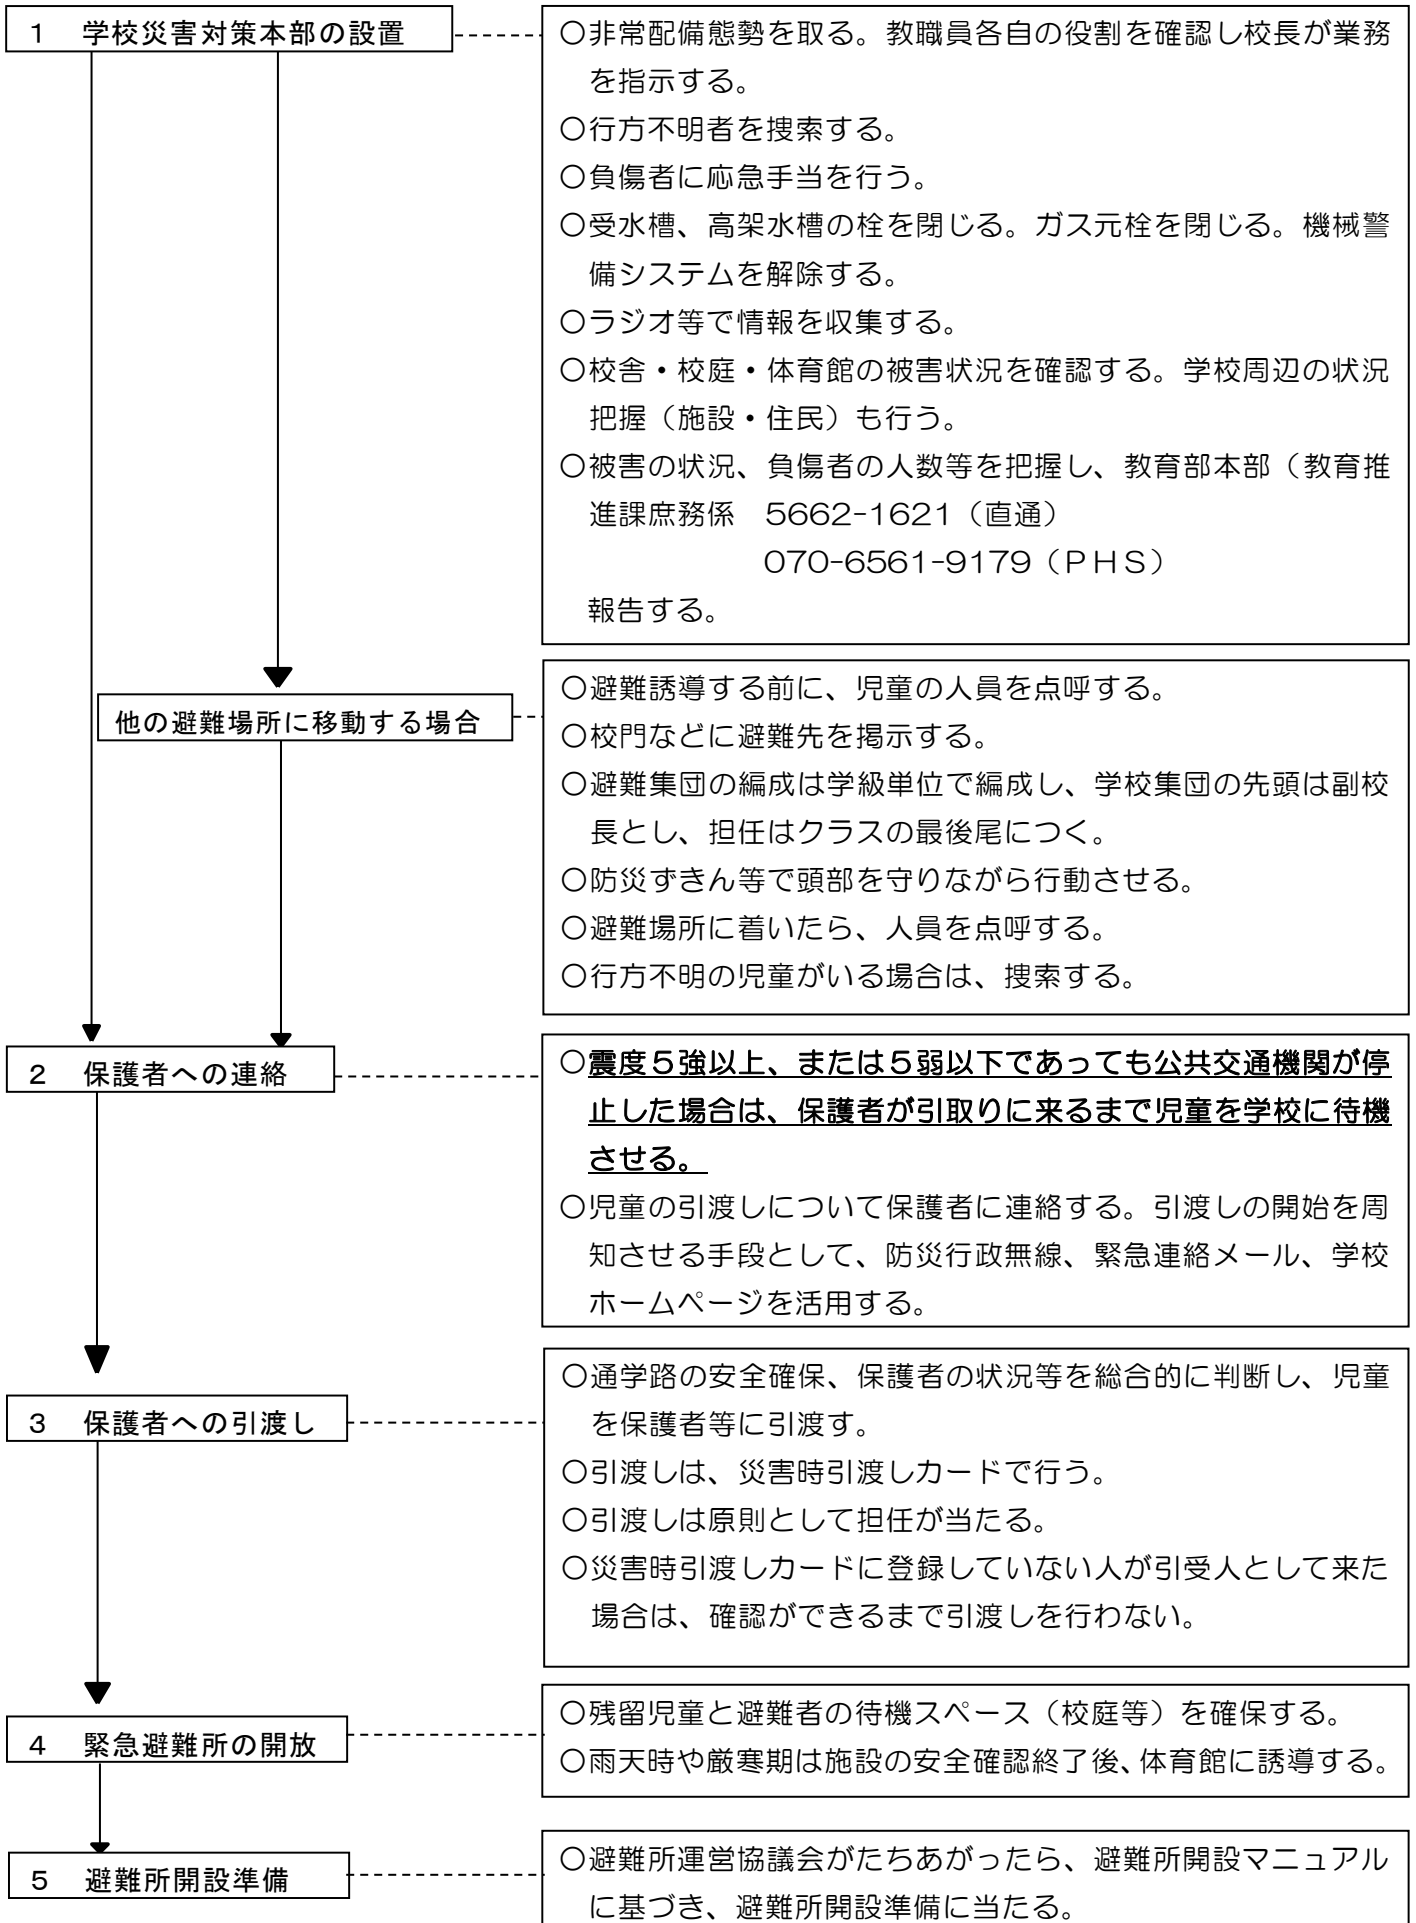 １　学校災害対策本部の設置
〇非常配備態勢を取る。教職員各自の役割を確認し校長が業務
を指示する。
〇行方不明者を捜索する。
〇負傷者に応急手当を行う。
〇受水槽、高架水槽の栓を閉じる。ガス元栓を閉じる。機械警
備システムを解除する。
〇ラジオ等で情報を収集する。
〇校舎・校庭・体育館の被害状況を確認する。学校周辺の状況
把握（施設・住民）も行う。
〇被害の状況、負傷者の人数等を把握し、教育部本部（教育推
進課庶務係　5662-1621（直通）
070-6561-9179（ＰＨＳ）
報告する。
他の避難場所に移動する場合
〇避難誘導する前に、児童の人員を点呼する。
〇校門などに避難先を掲示する。
〇避難集団の編成は学級単位で編成し、学校集団の先頭は副校
長とし、担任はクラスの最後尾につく。
〇防災ずきん等で頭部を守りながら行動させる。
〇避難場所に着いたら、人員を点呼する。
〇行方不明の児童がいる場合は、捜索する。
２　保護者への連絡
〇震度５強以上、または５弱以下であっても公共交通機関が停
止した場合は、保護者が引取りに来るまで児童を学校に待機
させる。
〇児童の引渡しについて保護者に連絡する。引渡しの開始を周
知させる手段として、防災行政無線、緊急連絡メール、学校
ホームページを活用する。
３　保護者への引渡し
〇通学路の安全確保、保護者の状況等を総合的に判断し、児童
を保護者等に引渡す。
〇引渡しは、災害時引渡しカードで行う。
〇引渡しは原則として担任が当たる。
〇災害時引渡しカードに登録していない人が引受人として来た
場合は、確認ができるまで引渡しを行わない。
４　緊急避難所の開放
〇残留児童と避難者の待機スペース（校庭等）を確保する。
〇雨天時や厳寒期は施設の安全確認終了後、体育館に誘導する。
５　避難所開設準備
〇避難所運営協議会がたちあがったら、避難所開設マニュアル
に基づき、避難所開設準備に当たる。